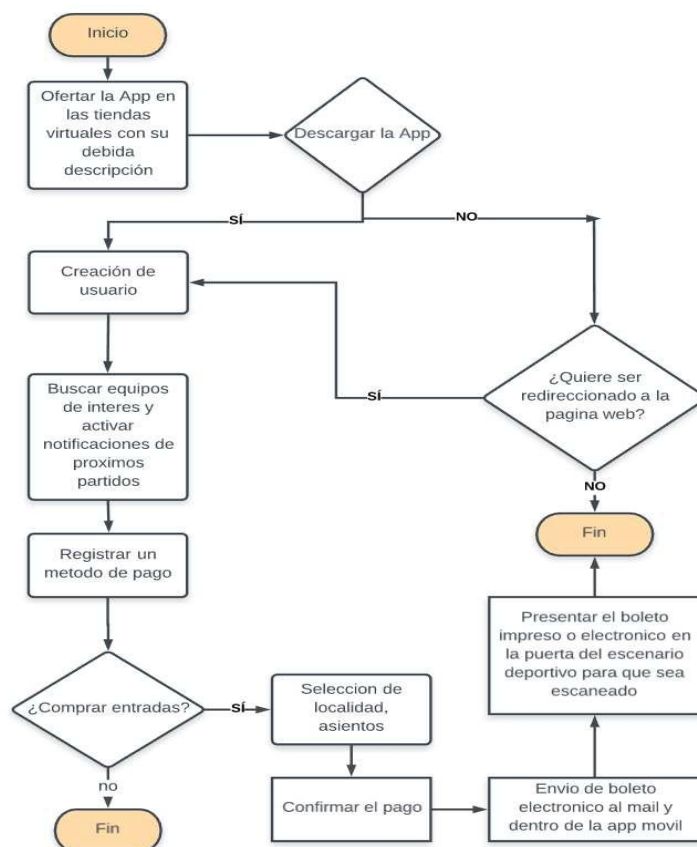 Inicio
Ofertar la App en
las tiendas
virtuales con su
debida
descripción
Descargar la App
SÍ
NO
Creación de
usuario
¿Quiere ser
redireccionado a la
pagina web?
SÍ
NO
Buscar equipos
de interes y
activar
notificaciones de
proximos
partidos
Fin
Registrar un
metodo de pago
Presentar el boleto
impreso o electronico en
la puerta del escenario
deportivo para que sea
escaneado
¿Comprar entradas?
SÍ
Seleccion de
localidad,
asientos
no
Confirmar el pago
Envio de boleto
electronico al mail y
dentro de la app movil
Fin